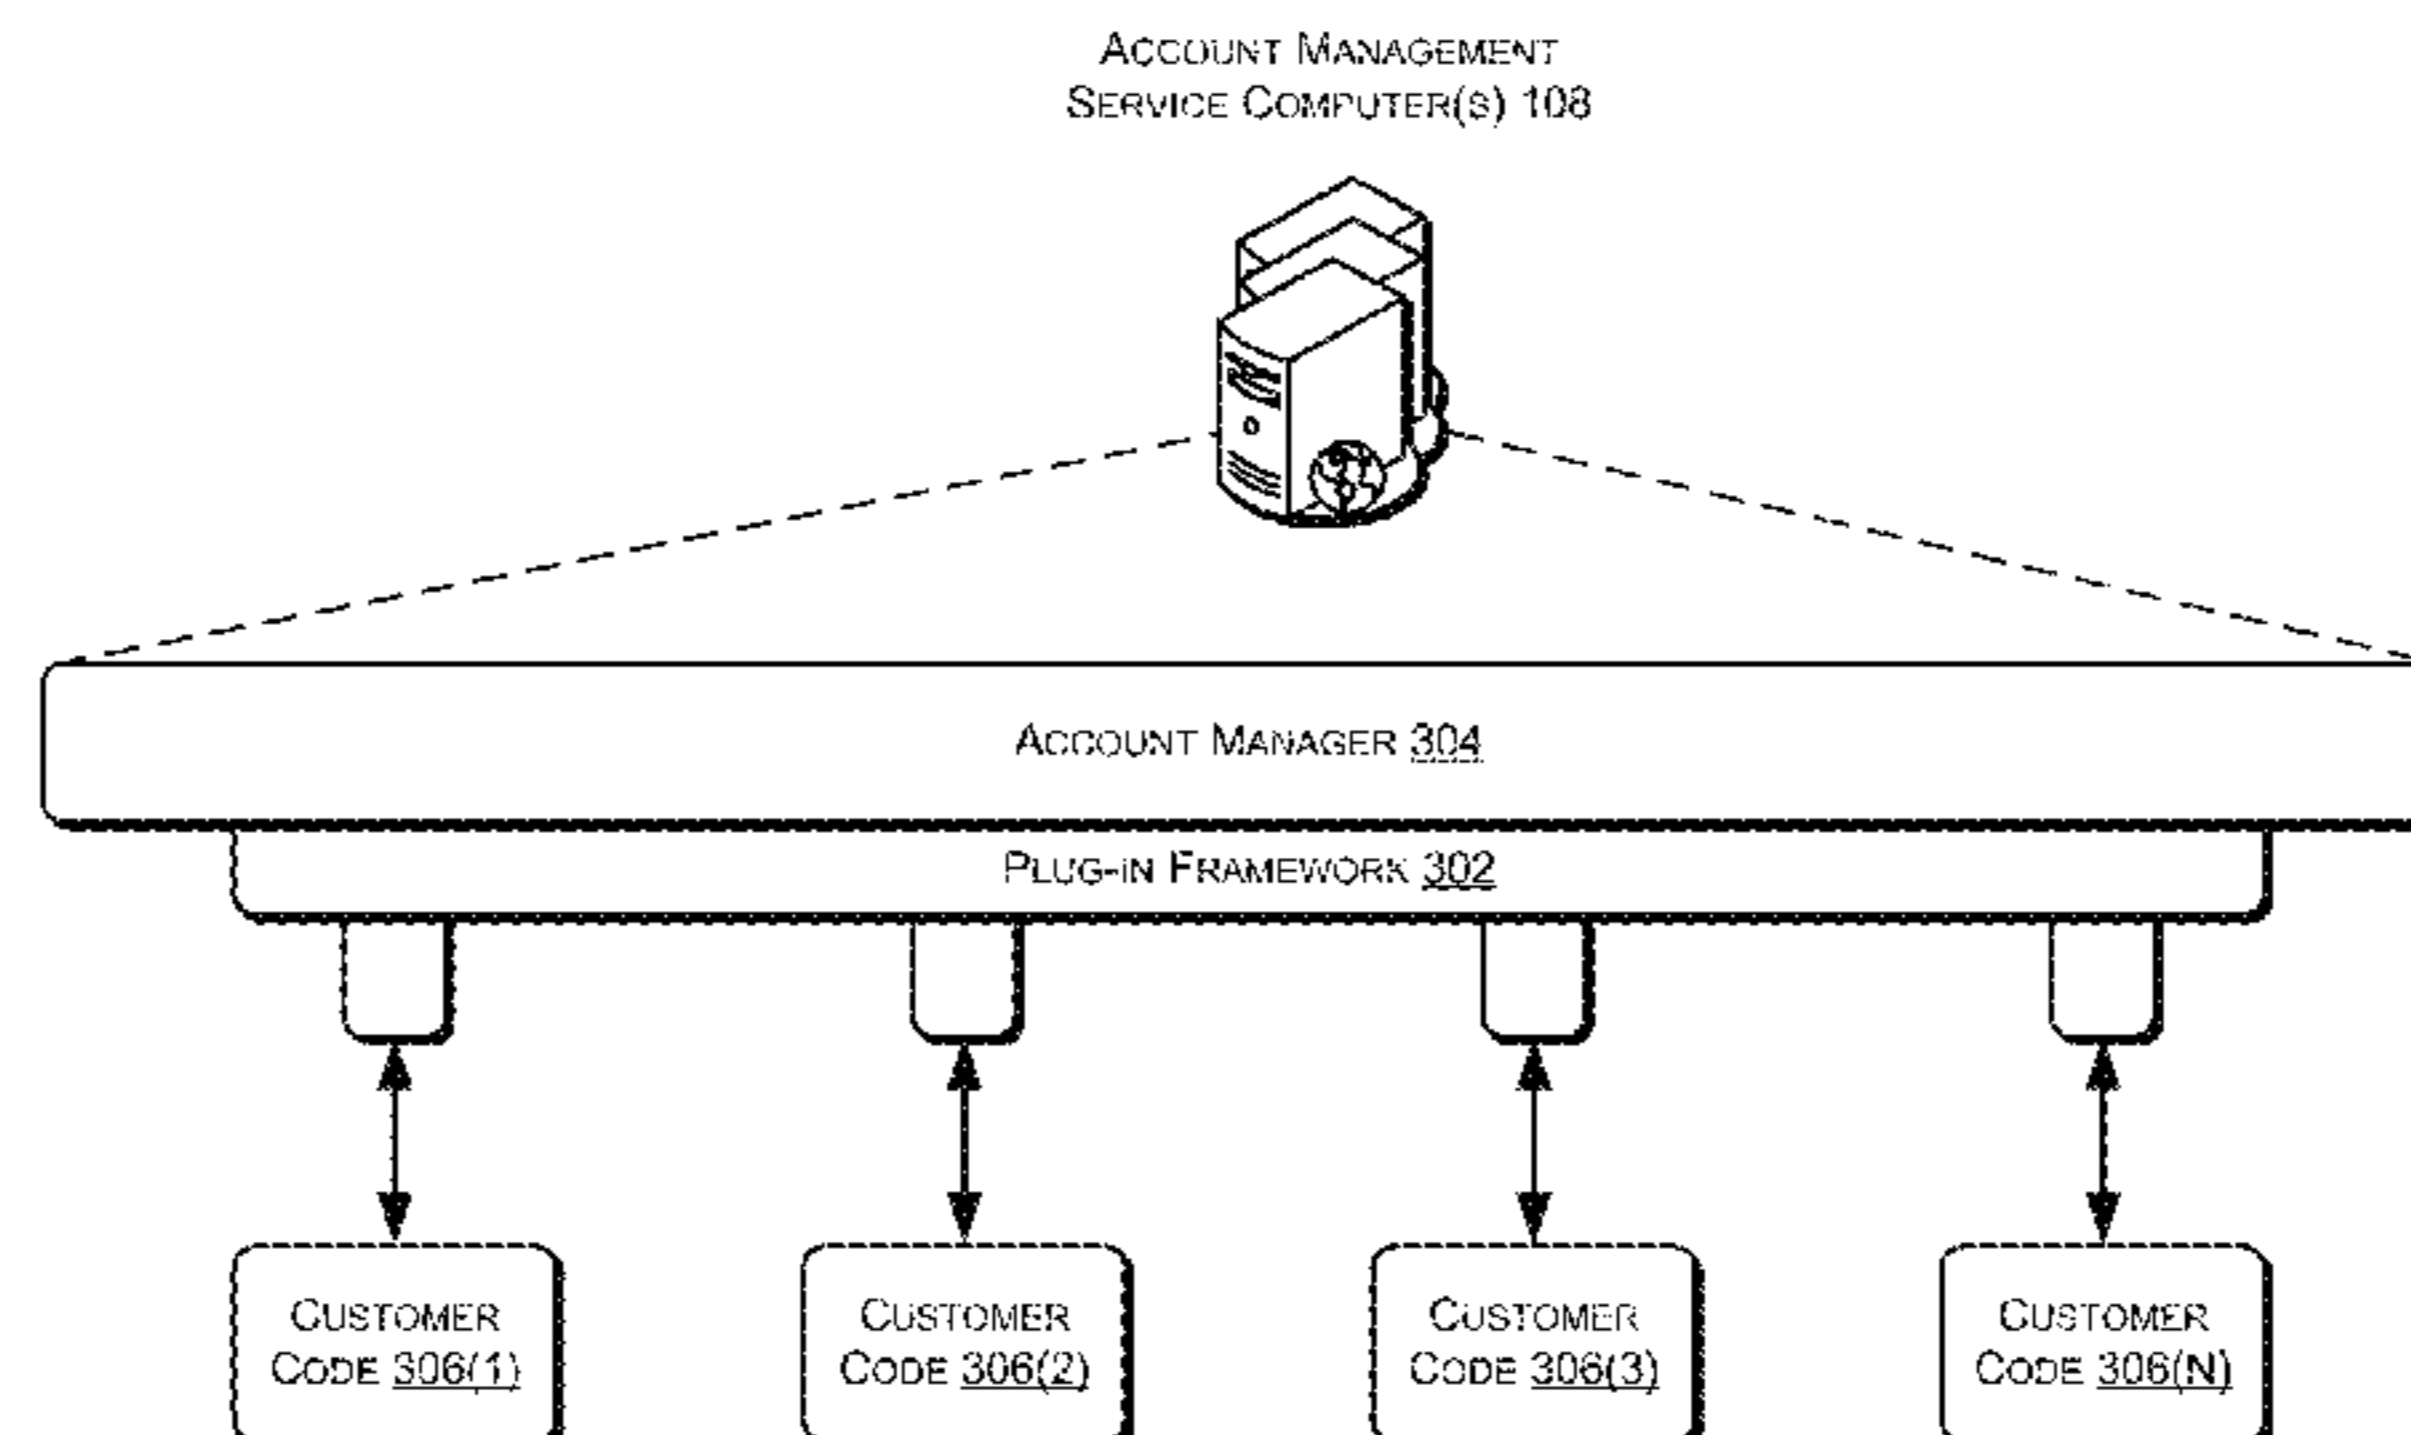 ACCOUNT MANAGEMENT
SERVICE COMPUTER(S) 108
ACCOUNT MANAGER 304
PLUG-IN FRAMEWORK 302
CUSTOMER
CODE 306(1)
CUSTOMER
CODE 306(2)
CUSTOMER
CODE 306(3)
CUSTOMER
CODE 306(N)